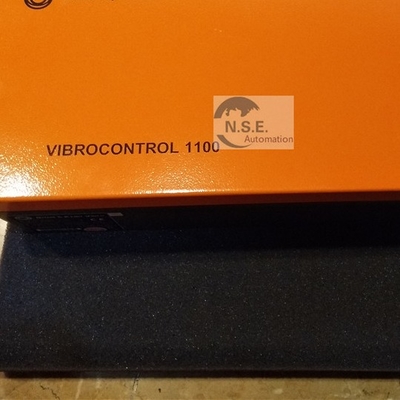 N.S.E.
Automation
VIBROCONTROL 1100